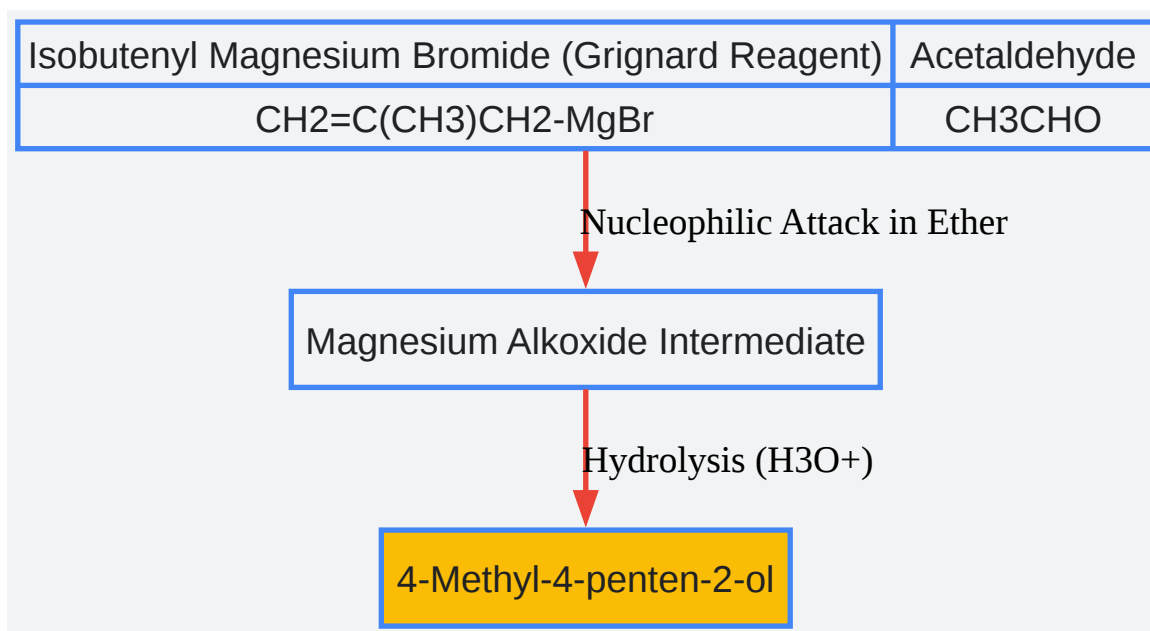 Isobutenyl Magnesium Bromide (Grignard Reagent) Acetaldehyde
CH2=C(CH3)CH2-MgBr CH3CHO
Nucleophilic Attack in Ether
Magnesium Alkoxide Intermediate
Hydrolysis (H3O+)
4-Methyl-4-penten-2-ol